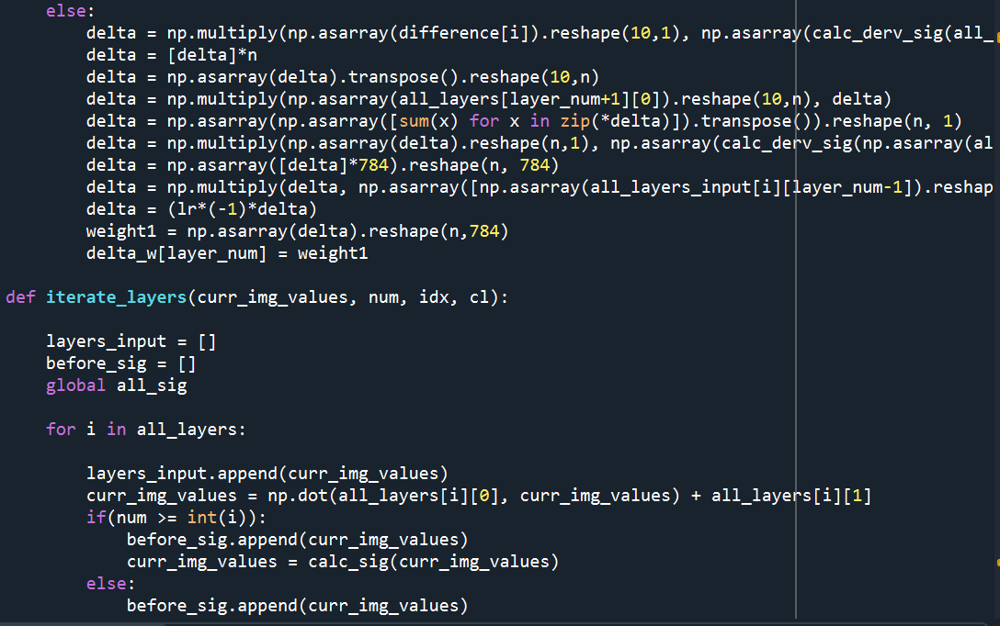 else:
        delta = np.multiply(np.asarray(difference[i]).reshape(10,1), np.asarray(calc_derv_sig(all_
        delta = [delta]*n
        delta = np.asarray(delta).transpose().reshape(10,n)
        delta = np.multiply(np.asarray(all_layers[layer_num+1][0]).reshape(10,n), delta)
        delta = np.asarray(np.asarray([sum(x) for x in zip(*delta)]).transpose()).reshape(n, 1)
        delta = np.multiply(np.asarray(delta).reshape(n,1), np.asarray(calc_derv_sig(np.asarray(al
        delta = np.asarray([delta]*784).reshape(n, 784)
        delta = np.multiply(delta, np.asarray([np.asarray(all_layers_input[i][layer_num-1]).reshap
        delta = (lr*(-1)*delta)
        weight1 = np.asarray(delta).reshape(n,784)
        delta_w[layer_num] = weight1

def iterate_layers(curr_img_values, num, idx, cl):

    layers_input = []
    before_sig = []
    global all_sig

    for i in all_layers:

        layers_input.append(curr_img_values)
        curr_img_values = np.dot(all_layers[i][0], curr_img_values) + all_layers[i][1]
        if(num >= int(i)):
            before_sig.append(curr_img_values)
            curr_img_values = calc_sig(curr_img_values)
        else:
            before_sig.append(curr_img_values)